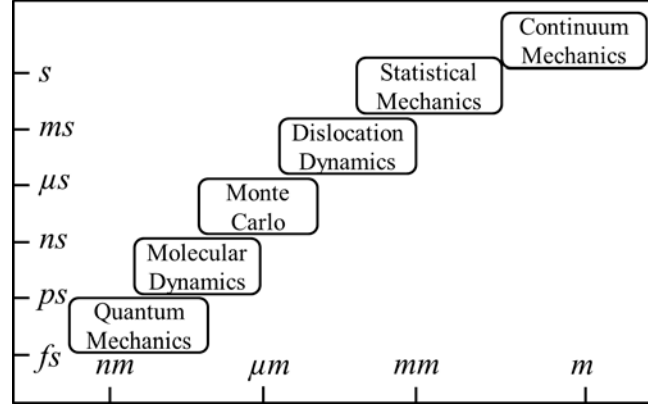 Continuum
Mechanics
s
Statistical
Mechanics
ms
Dislocation
Dynamics
µs
Monte
Carlo
ns
Molecular
Dynamics
ps
Quantum
Mechanics
fs
nm
µm
mm
m